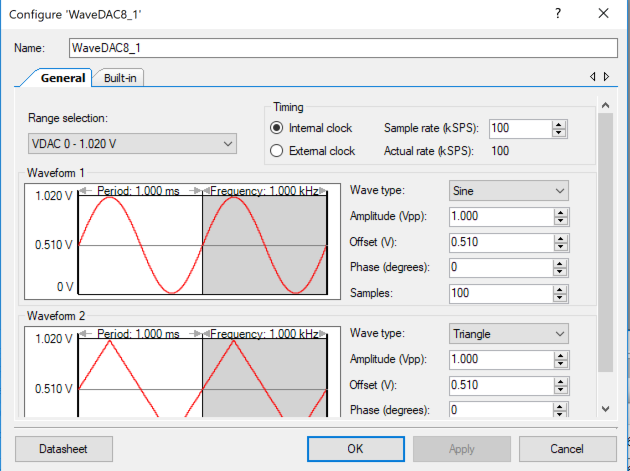 Configure 'WaveDAC8_1'
Name: WaveDAC8_1
General Built-in
Range selection:
VDAC 0 - 1.020 V
Timing
Internal clock Sample rate (kSPS): 100
External clock Actual rate (kSPS): 100
Waveform 1
Period: 1.000 ms Frequency: 1.000 kHz
1.020 V
0.510 V
0 V
Wave type: Sine
Amplitude (Vpp): 1.000
Offset (V): 0.510
Phase (degrees): 0
Samples: 100
Waveform 2
Period: 1.000 ms Frequency: 1.000 kHz
1.020 V
0.510 V
Wave type: Triangle
Amplitude (Vpp): 1.000
Offset (V): 0.510
Phase (degrees): 0
Datasheet OK Apply Cancel